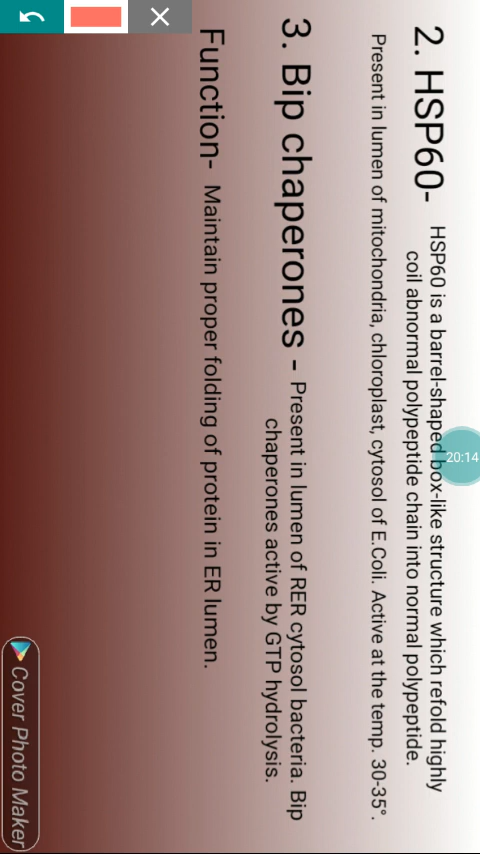 2. HSP60- HSP60 is a barrel-shaped box-like structure which refold highly
coil abnormal polypeptide chain into normal polypeptide.
Present in lumen of mitochondria, chloroplast, cytosol of E.Coli. Active at the temp. 30-35°.
3. Bip chaperones - Present in lumen of RER cytosol bacteria. Bip
chaperones active by GTP hydrolysis.
Function- Maintain proper folding of protein in ER lumen.
20:14
Cover Photo Maker